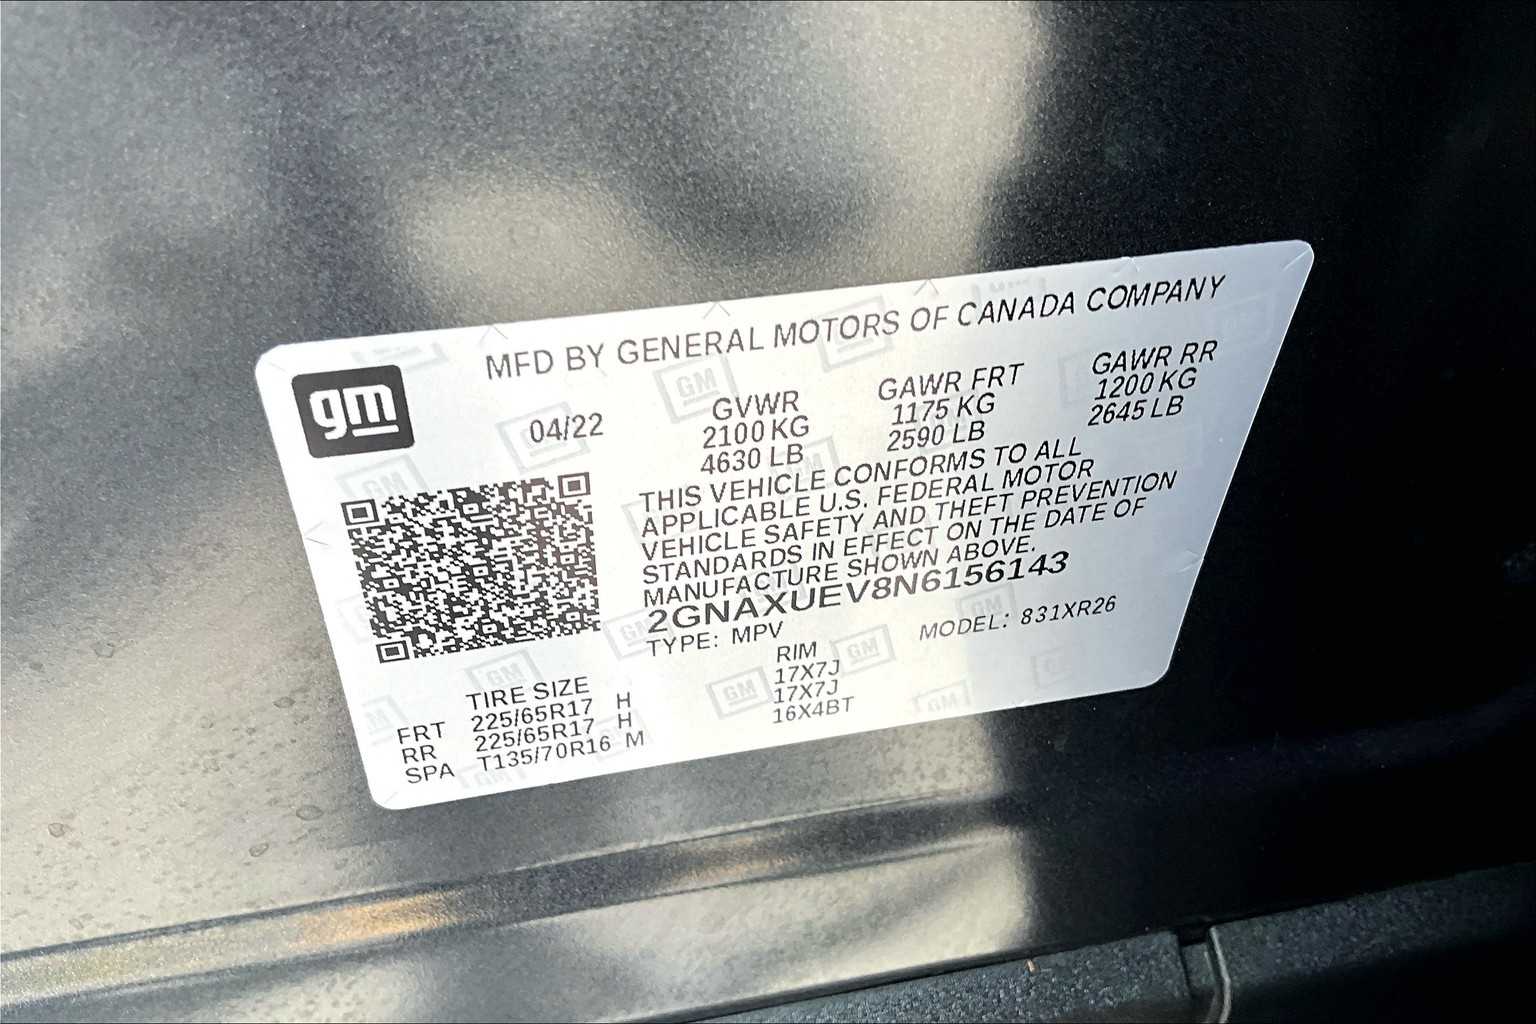 MFD BY GENERAL MOTORS OF CANADA COMPANY
gm
04/22
GVWR
2100 KG
4630 LB
GAWR FRT
1175 KG
2590 LB
GAWR RR
1200 KG
2645 LB
THIS VEHICLE CONFORMS TO ALL
APPLICABLE U.S. FEDERAL MOTOR
VEHICLE SAFETY AND THEFT PREVENTION
STANDARDS IN EFFECT ON THE DATE OF
MANUFACTURE SHOWN ABOVE.
2GNAXUEV8N6156143
TYPE: MPV
MODEL: 831XR26
TIRE SIZE
RIM
FRT 225/65R17 H 17X7J
RR 225/65R17 H 17X7J
SPA T135/70R16 M 16X4BT